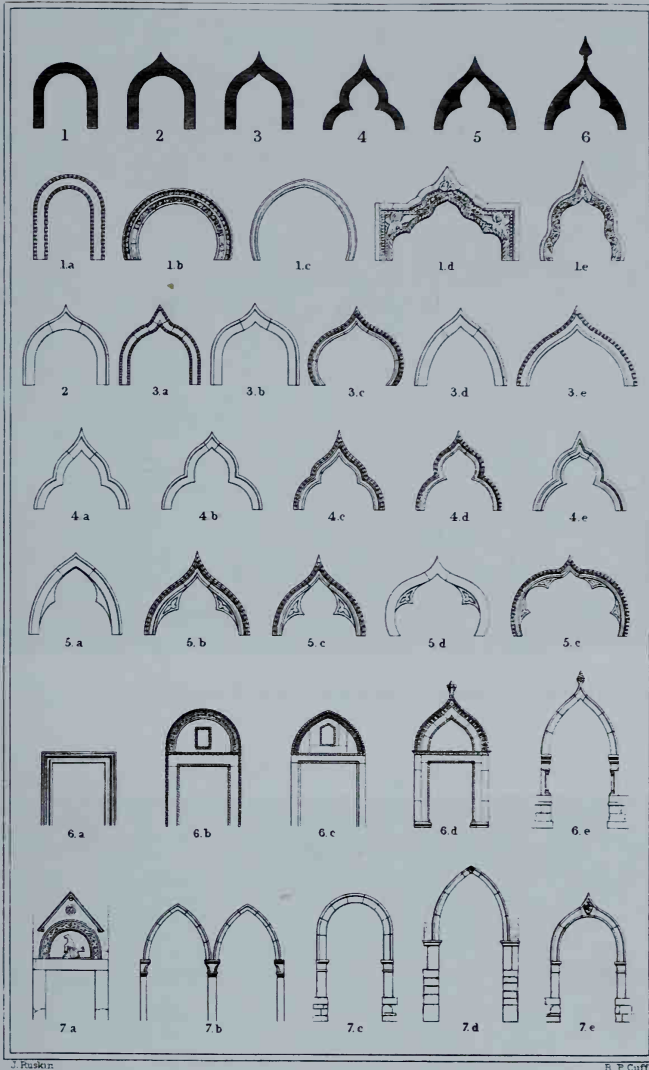 1 2 3 4 5 6
1.a 1.b 1.c 1.d 1.e
2 3.a 3.b 3.c 3.d 3.e
4.a 4.b 4.c 4.d 4.e
5.a 5.b 5.c 5.d 5.e
6.a 6.b 6.c 6.d 6.e
7.a 7.b 7.c 7.d 7.e
J. Ruskin R. P. Cuff